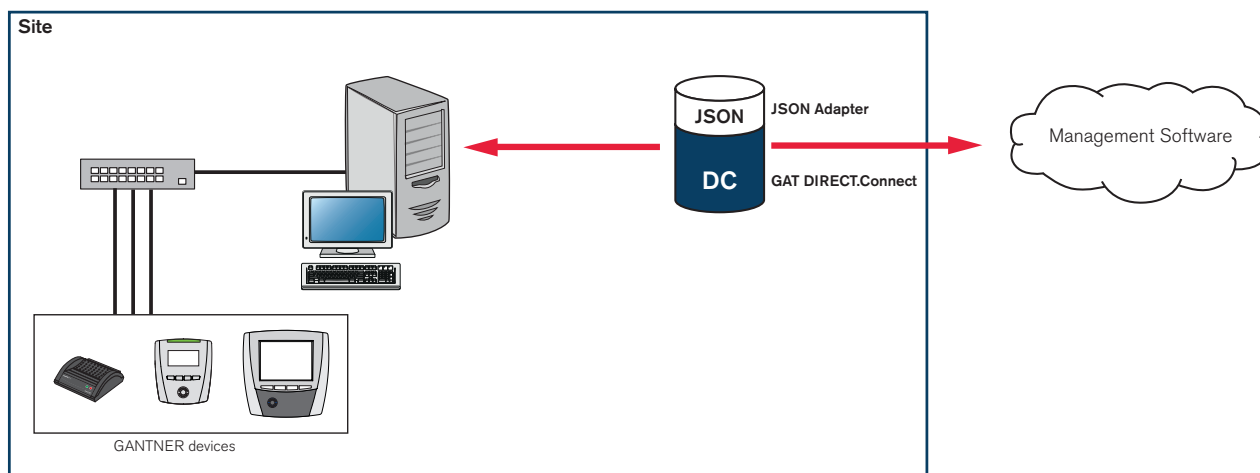 Site
JSON
JSON Adapter
DC
GAT DIRECT.Connect
Management Software
GANTNER devices